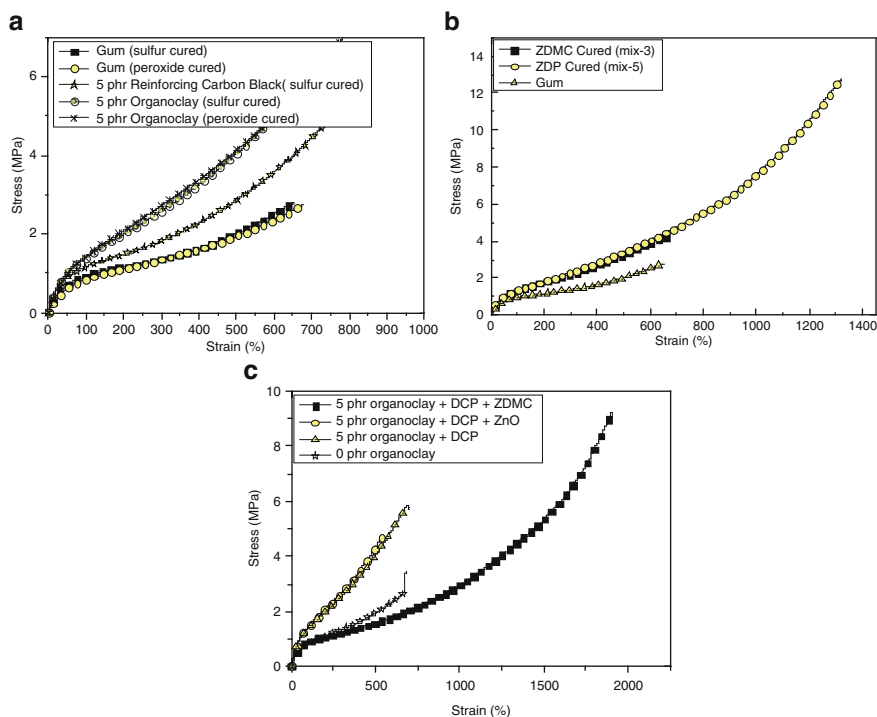 a
Gum (sulfur cured)
Gum (peroxide cured)
5 phr Reinforcing Carbon Black( sulfur cured)
5 phr Organoclay (sulfur cured)
5 phr Organoclay (peroxide cured)
6
4
2
0
Stress (MPa)
0 100 200 300 400 500 600 700 800 900 1000
Strain (%)
b
ZDMC Cured (mix-3)
ZDP Cured (mix-5)
Gum
14
12
10
8
6
4
2
0
Stress (MPa)
0 200 400 600 800 1000 1200 1400
Strain (%)
c
5 phr organoclay + DCP + ZDMC
5 phr organoclay + DCP + ZnO
5 phr organoclay + DCP
0 phr organoclay
10
8
6
4
2
0
Stress (MPa)
0 500 1000 1500 2000
Strain (%)